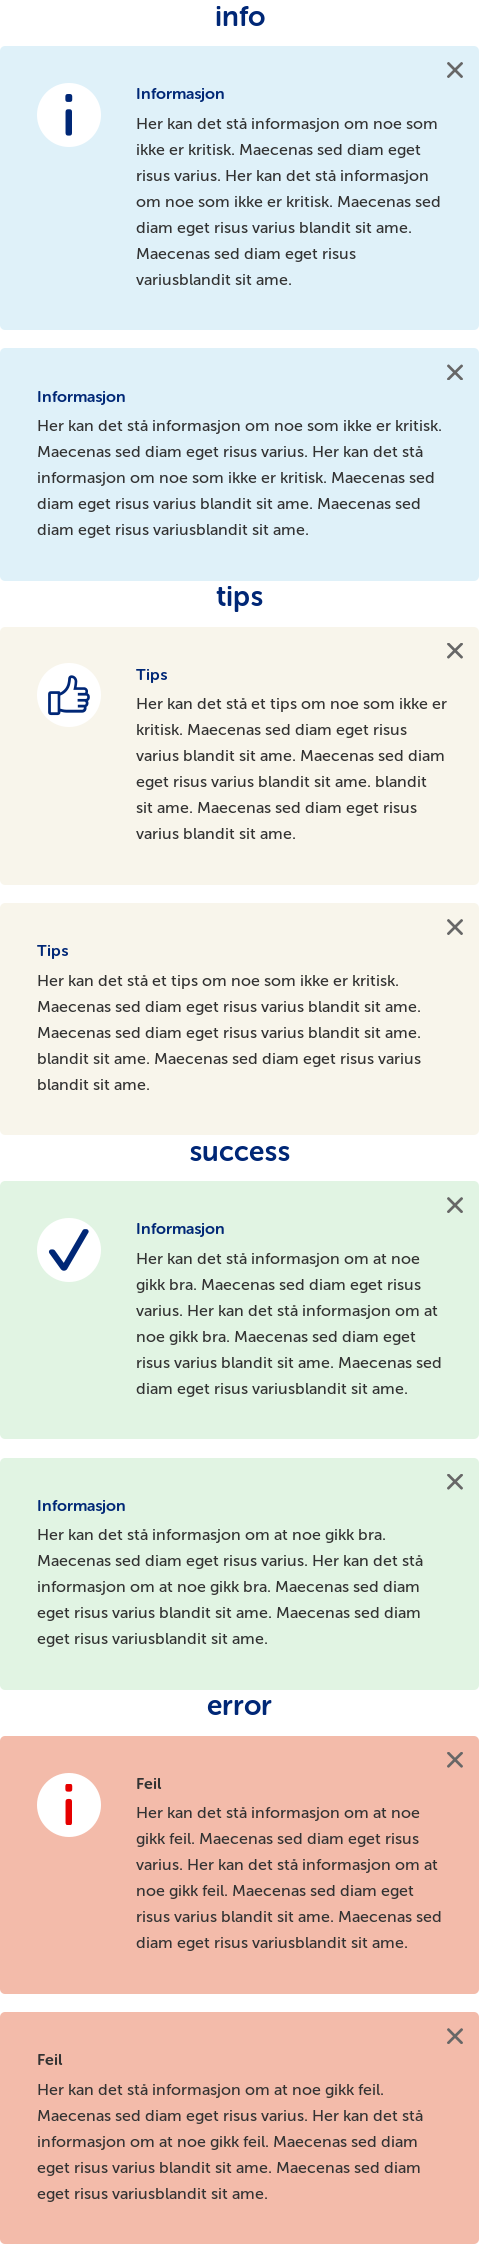 info
Informasjon
Her kan det stå informasjon om noe som
ikke er kritisk. Maecenas sed diam eget
risus varius. Her kan det stå informasjon
om noe som ikke er kritisk. Maecenas sed
diam eget risus varius blandit sit ame.
Maecenas sed diam eget risus
variusblandit sit ame.
Informasjon
Her kan det stå informasjon om noe som ikke er kritisk.
Maecenas sed diam eget risus varius. Her kan det stå
informasjon om noe som ikke er kritisk. Maecenas sed
diam eget risus varius blandit sit ame. Maecenas sed
diam eget risus variusblandit sit ame.
tips
Tips
Her kan det stå et tips om noe som ikke er
kritisk. Maecenas sed diam eget risus
varius blandit sit ame. Maecenas sed diam
eget risus varius blandit sit ame. blandit
sit ame. Maecenas sed diam eget risus
varius blandit sit ame.
Tips
Her kan det stå et tips om noe som ikke er kritisk.
Maecenas sed diam eget risus varius blandit sit ame.
Maecenas sed diam eget risus varius blandit sit ame.
blandit sit ame. Maecenas sed diam eget risus varius
blandit sit ame.
success
Informasjon
Her kan det stå informasjon om at noe
gikk bra. Maecenas sed diam eget risus
varius. Her kan det stå informasjon om at
noe gikk bra. Maecenas sed diam eget
risus varius blandit sit ame. Maecenas sed
diam eget risus variusblandit sit ame.
Informasjon
Her kan det stå informasjon om at noe gikk bra.
Maecenas sed diam eget risus varius. Her kan det stå
informasjon om at noe gikk bra. Maecenas sed diam
eget risus varius blandit sit ame. Maecenas sed diam
eget risus variusblandit sit ame.
error
Feil
Her kan det stå informasjon om at noe
gikk feil. Maecenas sed diam eget risus
varius. Her kan det stå informasjon om at
noe gikk feil. Maecenas sed diam eget
risus varius blandit sit ame. Maecenas sed
diam eget risus variusblandit sit ame.
Feil
Her kan det stå informasjon om at noe gikk feil.
Maecenas sed diam eget risus varius. Her kan det stå
informasjon om at noe gikk feil. Maecenas sed diam
eget risus varius blandit sit ame. Maecenas sed diam
eget risus variusblandit sit ame.